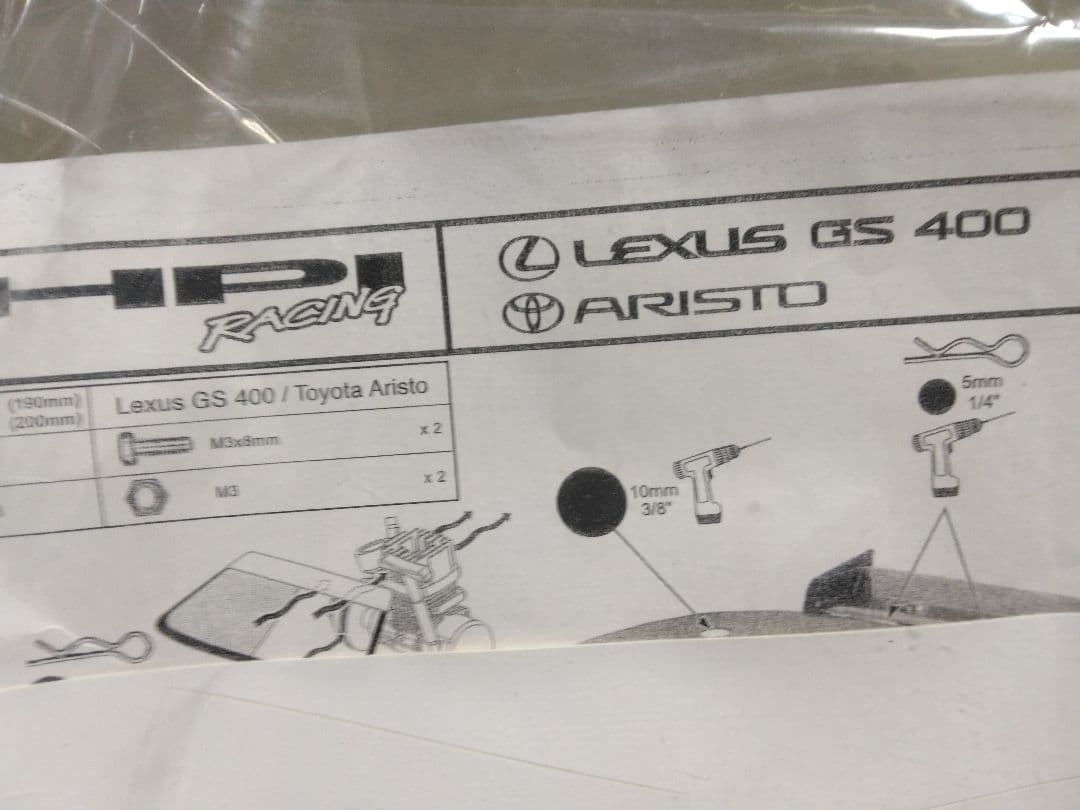 HPI
RACING
LEXUS GS 400
ARISTO
(190mm)
(200mm)
Lexus GS 400 / Toyota Aristo
M3x8mm x 2
M3 x 2
5mm
1/4"
10mm
3/8"